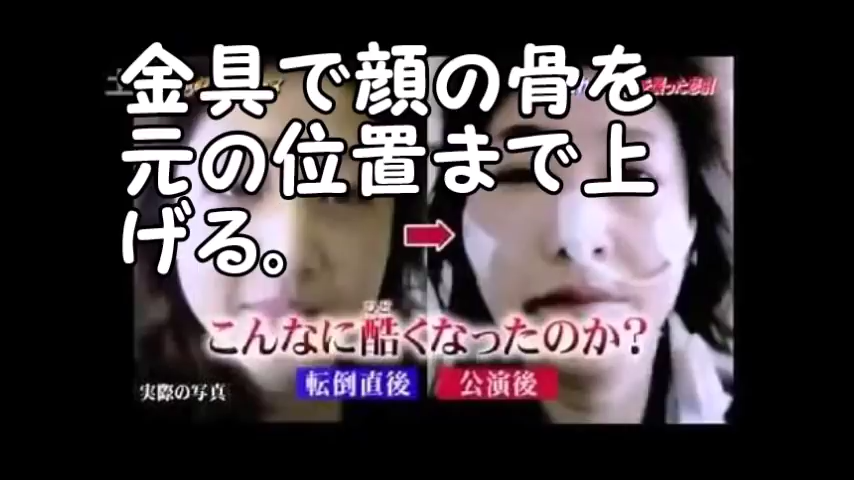 金具で顔の骨を
元の位置まで上
げる。
こんなに酷くなったのか?
転倒直後
公演後
実際の写真